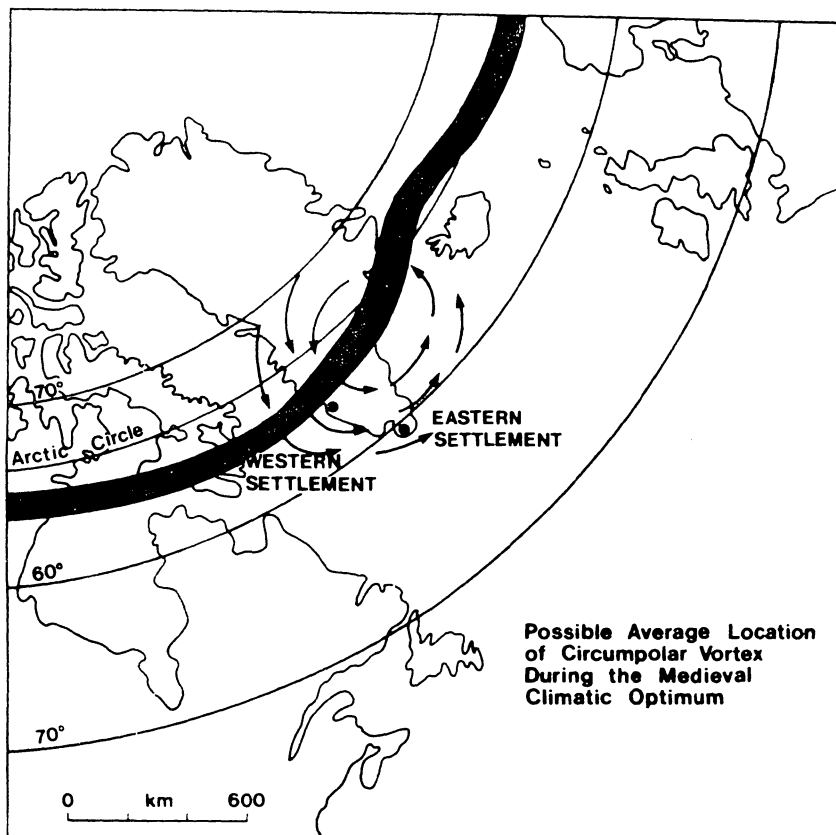 70°
Arctic Circle
EASTERN
SETTLEMENT
WESTERN
SETTLEMENT
60°
Possible Average Location
of Circumpolar Vortex
During the Medieval
Climatic Optimum
70°
0 km 600